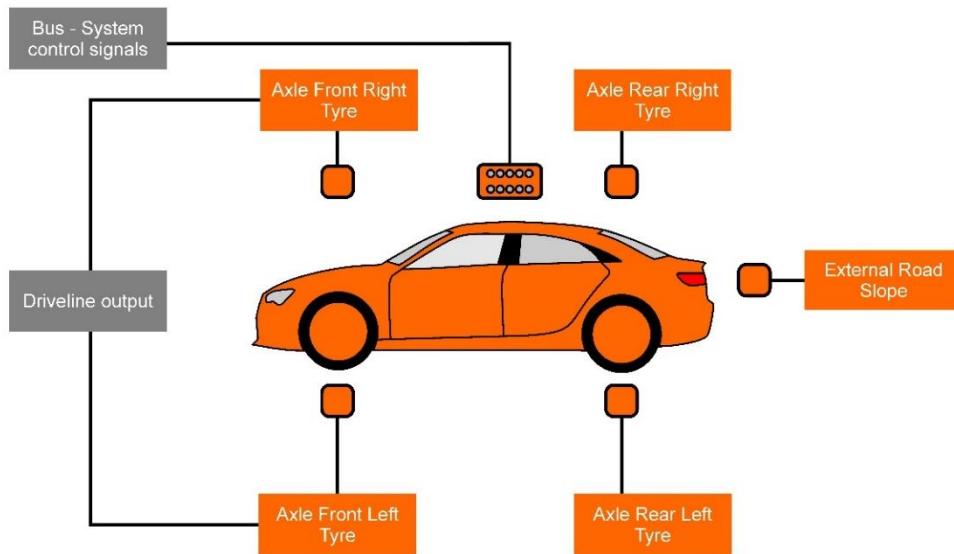 Bus - System
control signals
Axle Front Right
Tyre
Axle Rear Right
Tyre
Driveline output
External Road
Slope
Axle Front Left
Tyre
Axle Rear Left
Tyre